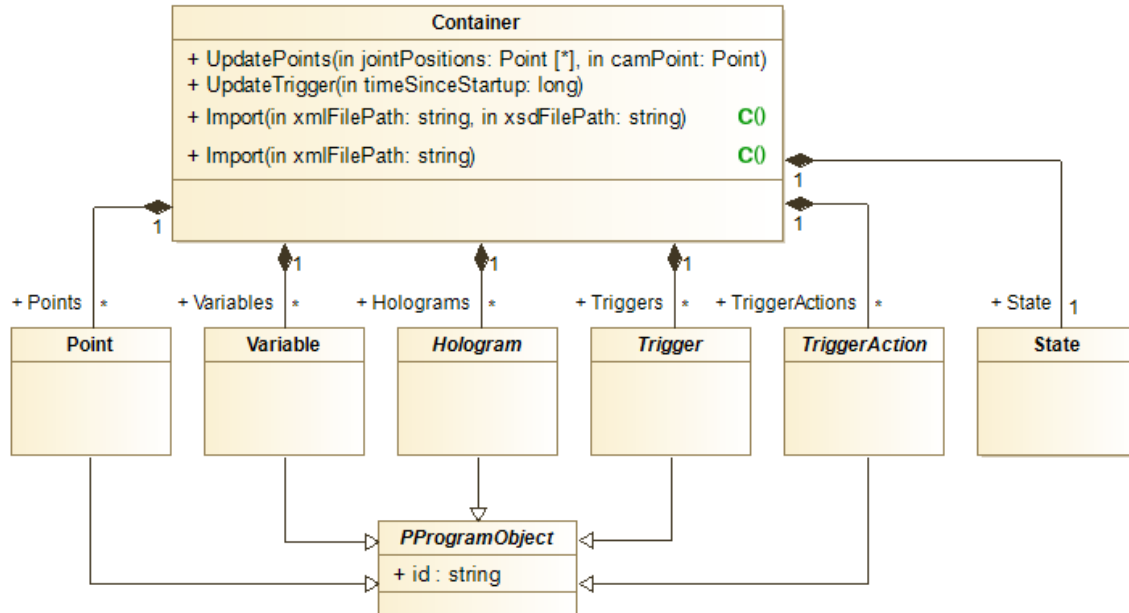 Container
+ UpdatePoints(in jointPositions: Point [*], in camPoint: Point)
+ UpdateTrigger(in timeSinceStartup: long)
+ Import(in xmlFilePath: string, in xsdFilePath: string) C()
+ Import(in xmlFilePath: string) C()
1 1 1 1 1 1
+ Points * + Variables * + Holograms * + Triggers * + TriggerActions * + State 1
Point Variable Hologram Trigger TriggerAction State
PProgramObject
+ id : string